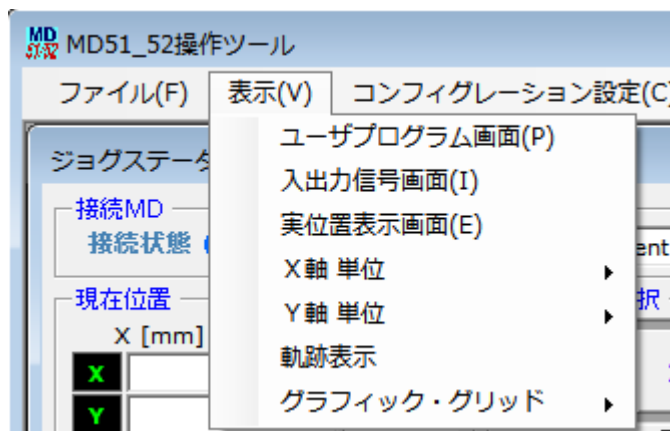 MD
51-52
MD51_52操作ツール
ファイル(F) 表示(V) コンフィグレーション設定(C)
ユーザプログラム画面(P)
入出力信号画面(I)
実位置表示画面(E)
X軸 単位
Y軸 単位
軌跡表示
グラフィック・グリッド
ジョグステータ
接続MD
接続状態
ent
現在位置
択
X [mm]
X
Y